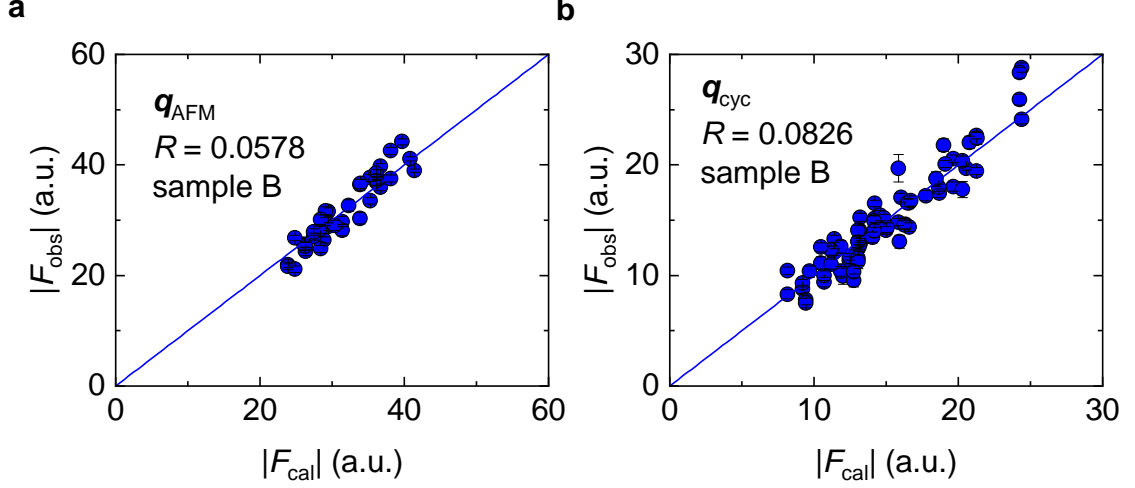 a
60
40
20
0
0 20 40 60
|F_obs| (a.u.)
|F_cal| (a.u.)
q_AFM
R = 0.0578
sample B
b
30
20
10
0
0 10 20 30
|F_obs| (a.u.)
|F_cal| (a.u.)
q_cyc
R = 0.0826
sample B